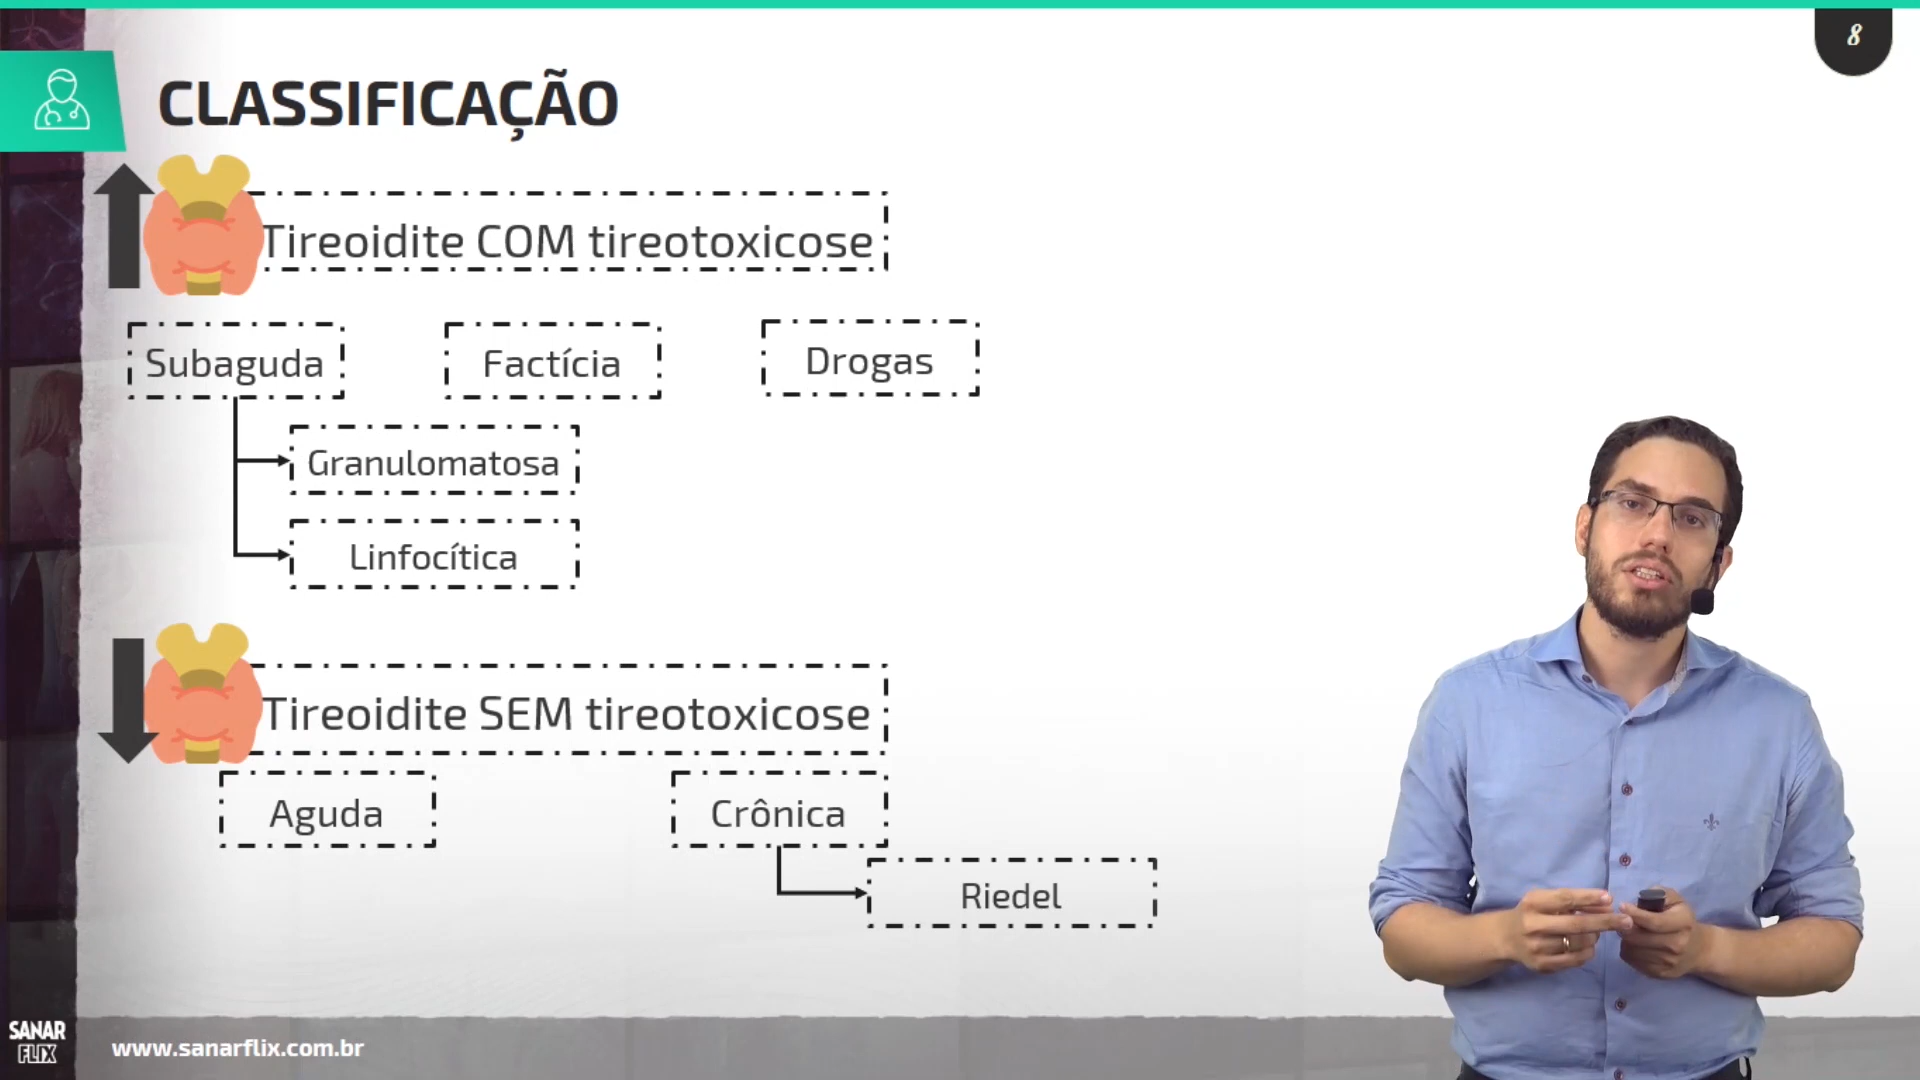 8
CLASSIFICAÇÃO
Tireoidite COM tireotoxicose
Subaguda
Factícia
Drogas
Granulomatosa
Linfocítica
Tireoidite SEM tireotoxicose
Aguda
Crônica
Riedel
SANAR
FLIX
www.sanarflix.com.br